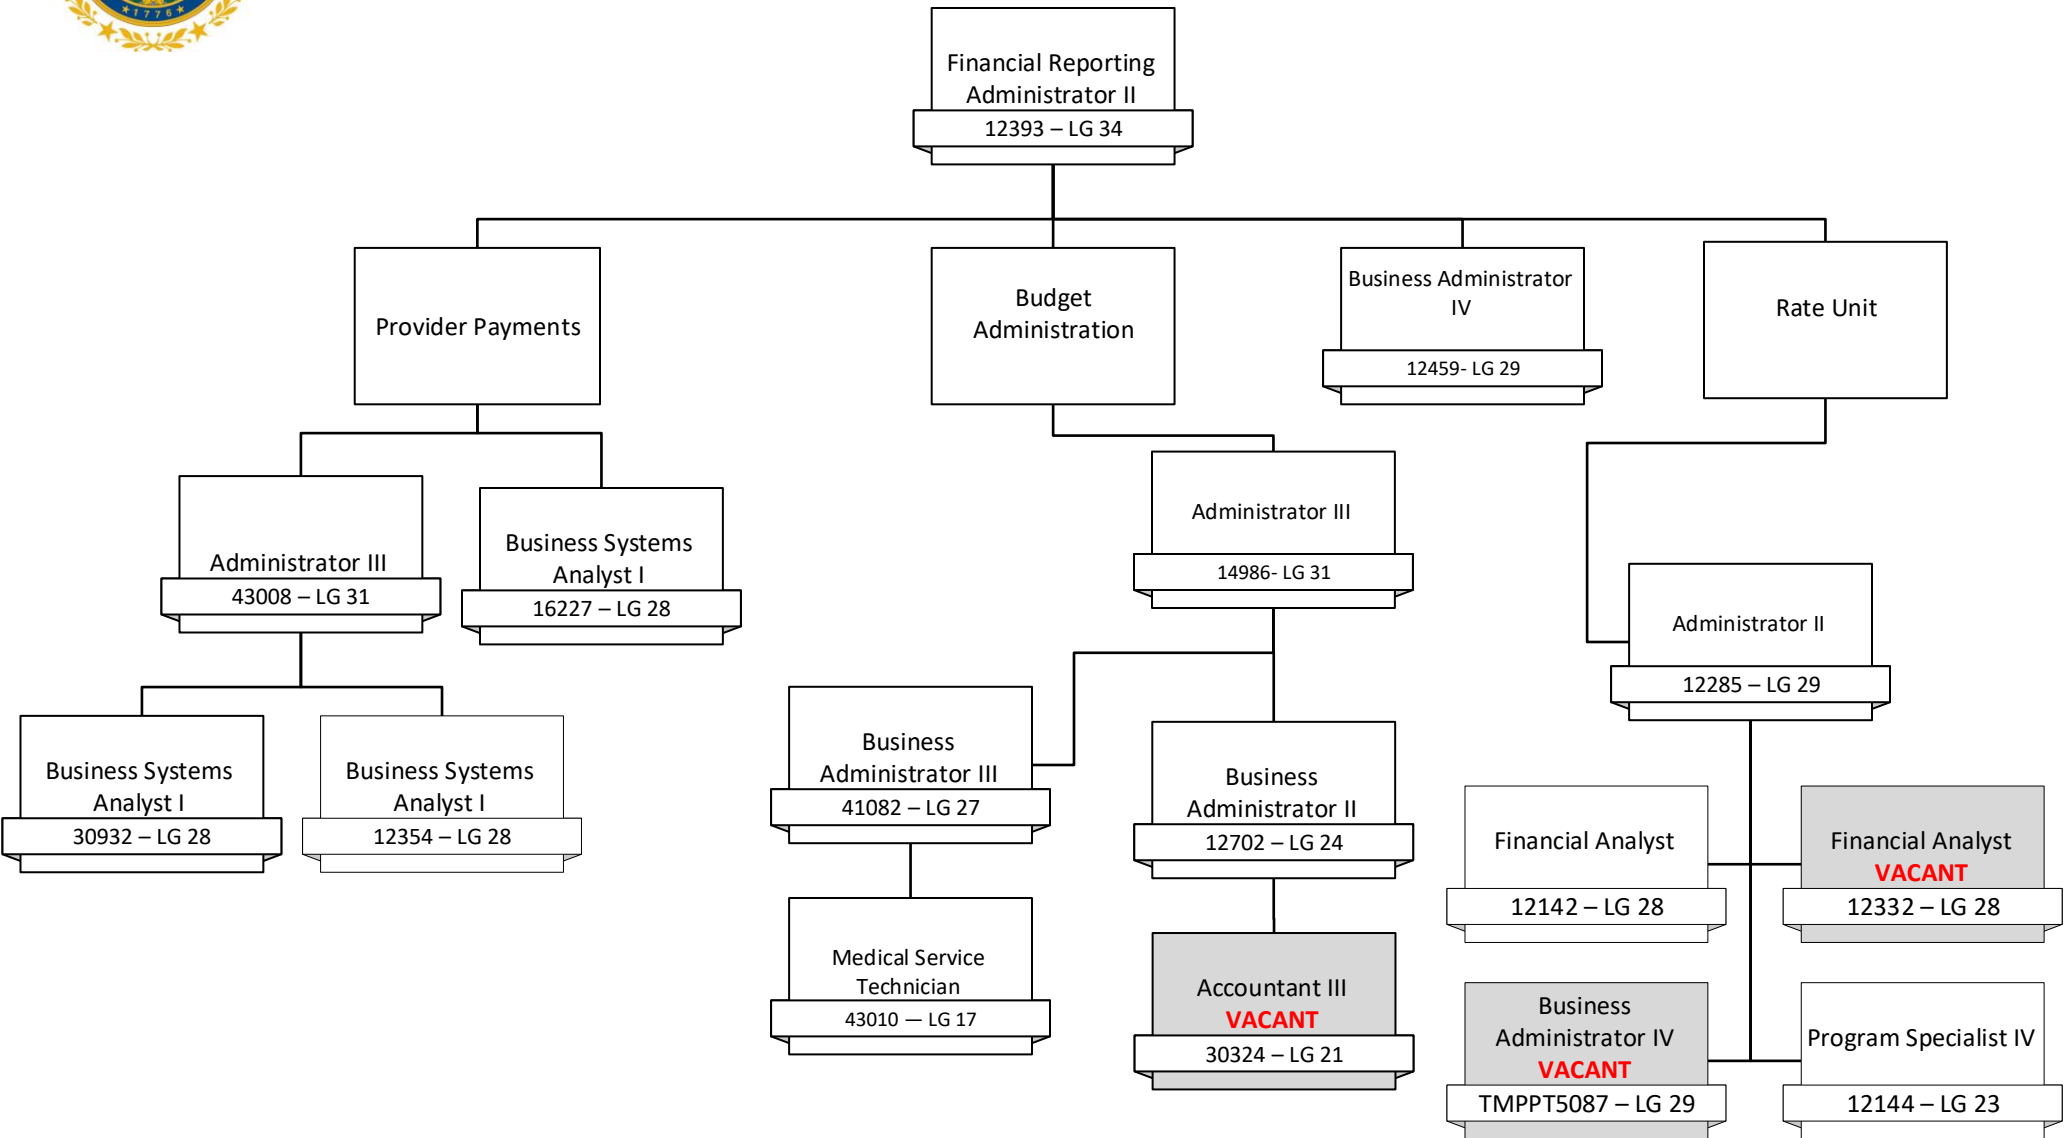 ★1776★
Financial Reporting
Administrator II
12393 – LG 34
Provider Payments
Budget
Administration
Business Administrator
IV
12459- LG 29
Rate Unit
Administrator III
43008 – LG 31
Business Systems
Analyst I
16227 – LG 28
Administrator III
14986- LG 31
Administrator II
12285 – LG 29
Business Systems
Analyst I
30932 – LG 28
Business Systems
Analyst I
12354 – LG 28
Business
Administrator III
41082 – LG 27
Business
Administrator II
12702 – LG 24
Financial Analyst
12142 – LG 28
Financial Analyst
VACANT
12332 – LG 28
Medical Service
Technician
43010 — LG 17
Accountant III
VACANT
30324 – LG 21
Business
Administrator IV
VACANT
TMPPT5087 – LG 29
Program Specialist IV
12144 – LG 23